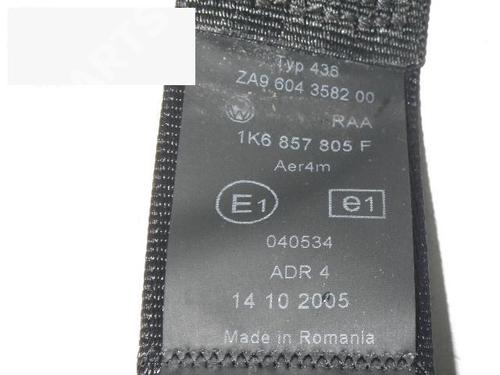 Typ 436
ZA9 604 3582 00
RAA
1K6 857 805 F
Aer4m
E1 e1
040534
ADR 4
14 10 2005
Made in Romania